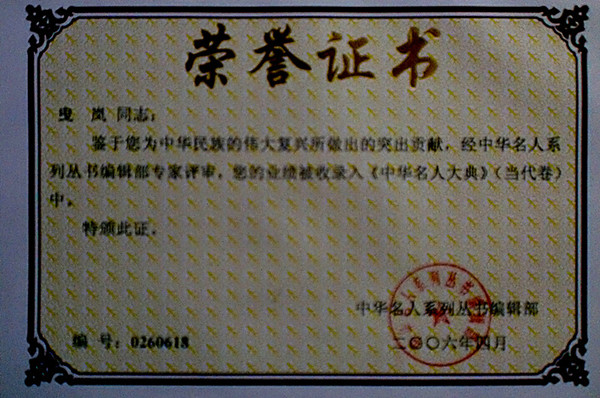 荣誉证书
曳 岚 同志:
鉴于您为中华民族的伟大复兴所做出的突出贡献,经中华名人系
列丛书编辑部专家评审,您的业绩被收录入《中华名人大典》(当代卷)
中。
特颁此证。
中华名人系列丛书编辑部
编 号:0260618
二〇〇六年四月